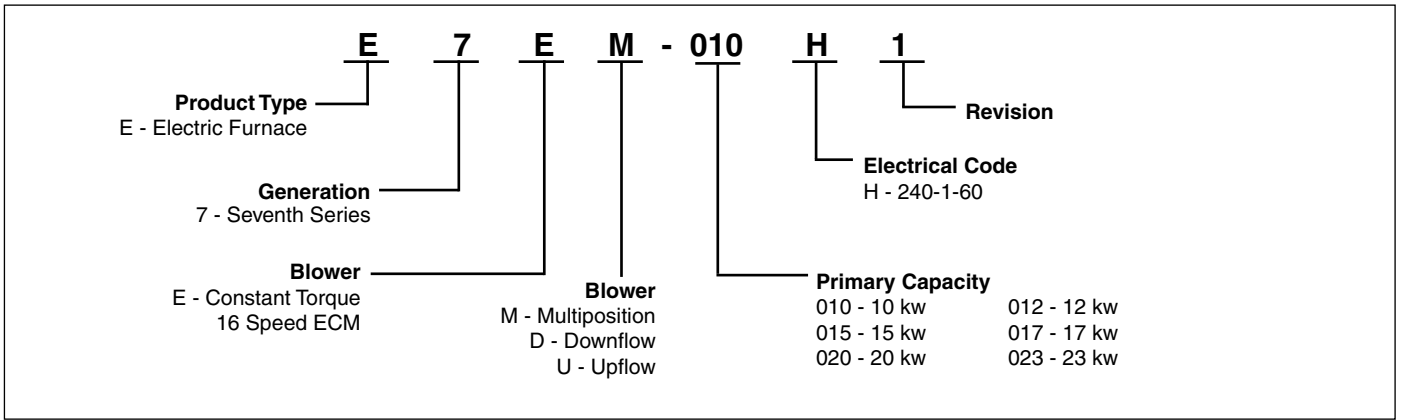 E 7 E M - 010 H 1
Product Type
E - Electric Furnace
Generation
7 - Seventh Series
Blower
E - Constant Torque
16 Speed ECM
Blower
M - Multiposition
D - Downflow
U - Upflow
Primary Capacity
010 - 10 kw 012 - 12 kw
015 - 15 kw 017 - 17 kw
020 - 20 kw 023 - 23 kw
Electrical Code
H - 240-1-60
Revision